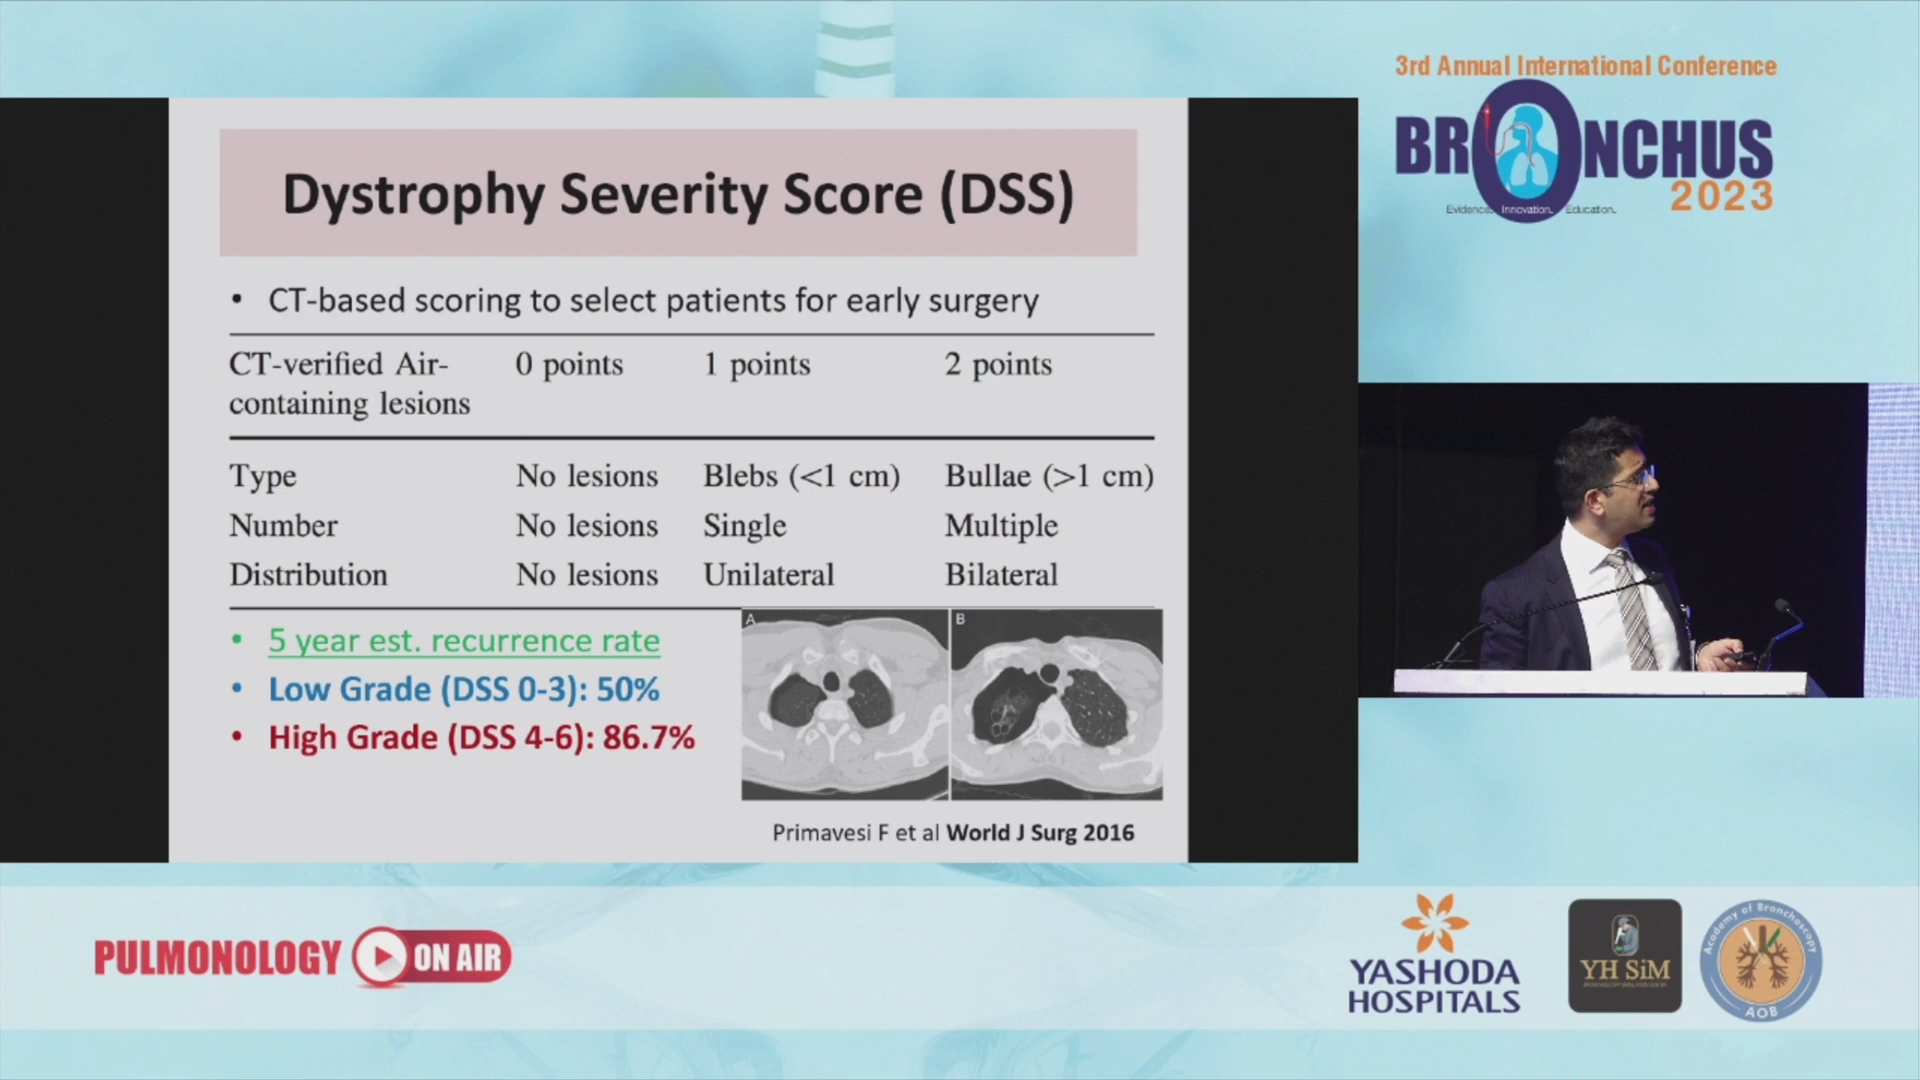 3rd Annual International Conference
BRONCHUS
2023
Evidence. Innovation. Education.
Dystrophy Severity Score (DSS)
• CT-based scoring to select patients for early surgery
CT-verified Air-containing lesions 0 points 1 points 2 points
Type No lesions Blebs (<1 cm) Bullae (>1 cm)
Number No lesions Single Multiple
Distribution No lesions Unilateral Bilateral
• 5 year est. recurrence rate
• Low Grade (DSS 0-3): 50%
• High Grade (DSS 4-6): 86.7%
A B
Primavesi F et al World J Surg 2016
PULMONOLOGY ON AIR
YASHODA
HOSPITALS
YH SiM
Academy of Bronchoscopy
AOB